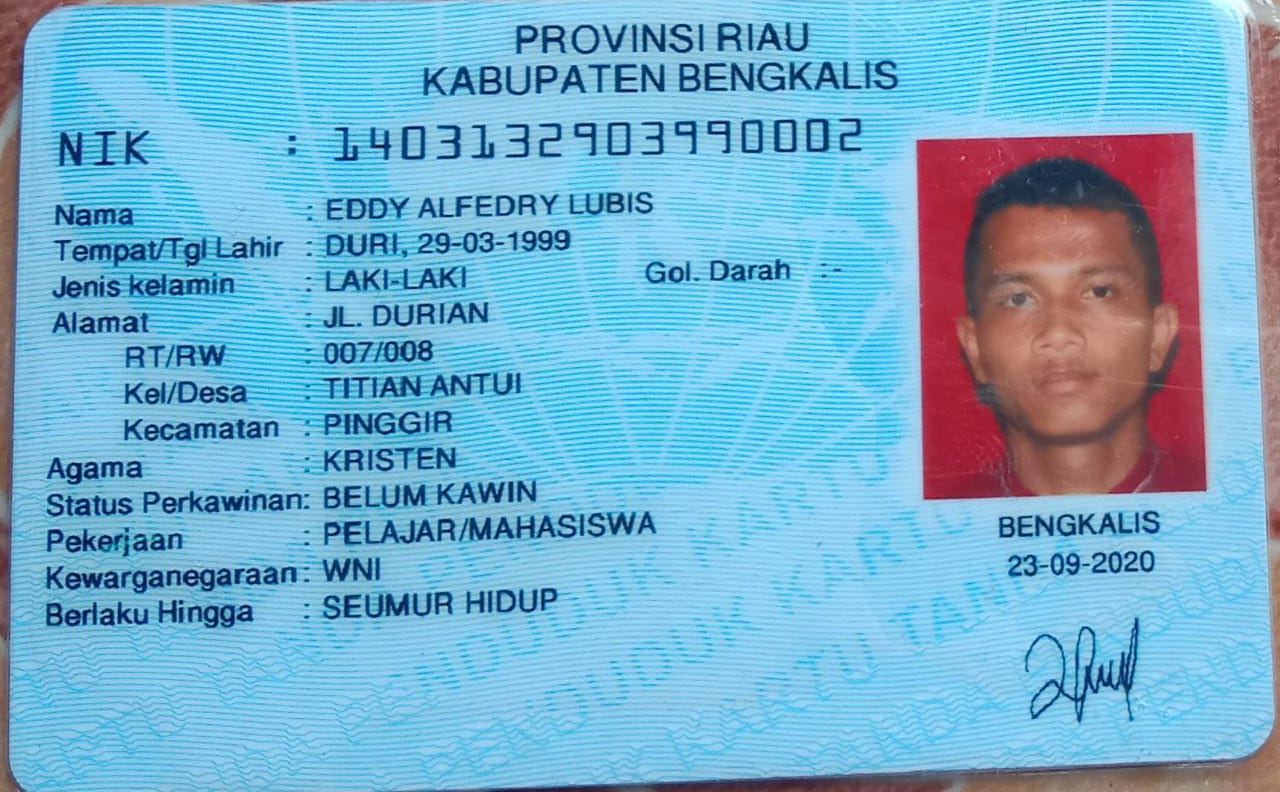 PROVINSI RIAU
KABUPATEN BENGKALIS
NIK : 1403132903990002
Nama : EDDY ALFEDRY LUBIS
Tempat/Tgl Lahir : DURI, 29-03-1999
Jenis kelamin : LAKI-LAKI Gol. Darah : -
Alamat : JL. DURIAN
RT/RW : 007/008
Kel/Desa : TITIAN ANTUI
Kecamatan : PINGGIR
Agama : KRISTEN
Status Perkawinan: BELUM KAWIN
Pekerjaan : PELAJAR/MAHASISWA
Kewarganegaraan : WNI
Berlaku Hingga : SEUMUR HIDUP
BENGKALIS
23-09-2020